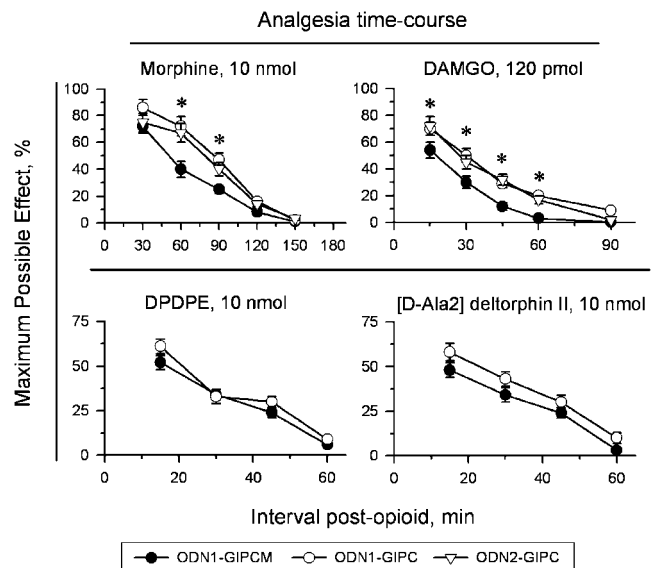 Analgesia time-course
Morphine, 10 nmol
DAMGO, 120 pmol
Maximum Possible Effect, %
100
80
60
40
20
0
* *
0 30 60 90 120 150 180
100
80
60
40
20
0
* * * *
0 30 60 90
DPDPE, 10 nmol
[D-Ala2] deltorphin II, 10 nmol
75
50
25
0
0 20 40 60
75
50
25
0
0 20 40 60
Interval post-opioid, min
ODN1-GIPCM ODN1-GIPC ODN2-GIPC